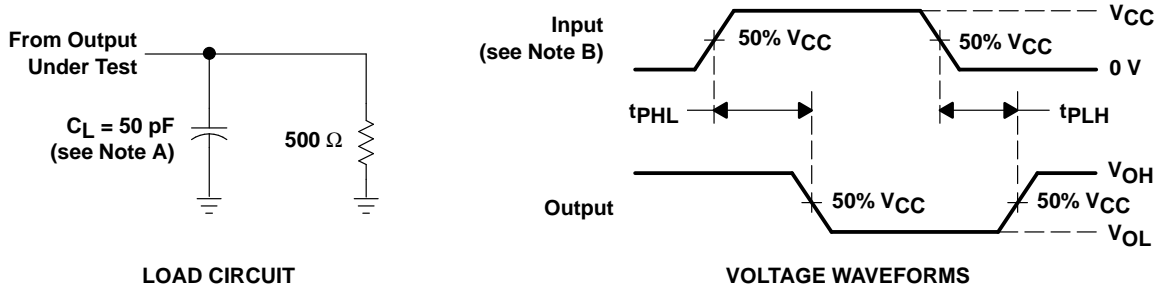 From Output
Under Test
CL = 50 pF
(see Note A)
500 Ω
LOAD CIRCUIT
Input
(see Note B)
50% VCC
50% VCC
VCC
0 V
tPHL
tPLH
Output
50% VCC
50% VCC
VOH
VOL
VOLTAGE WAVEFORMS